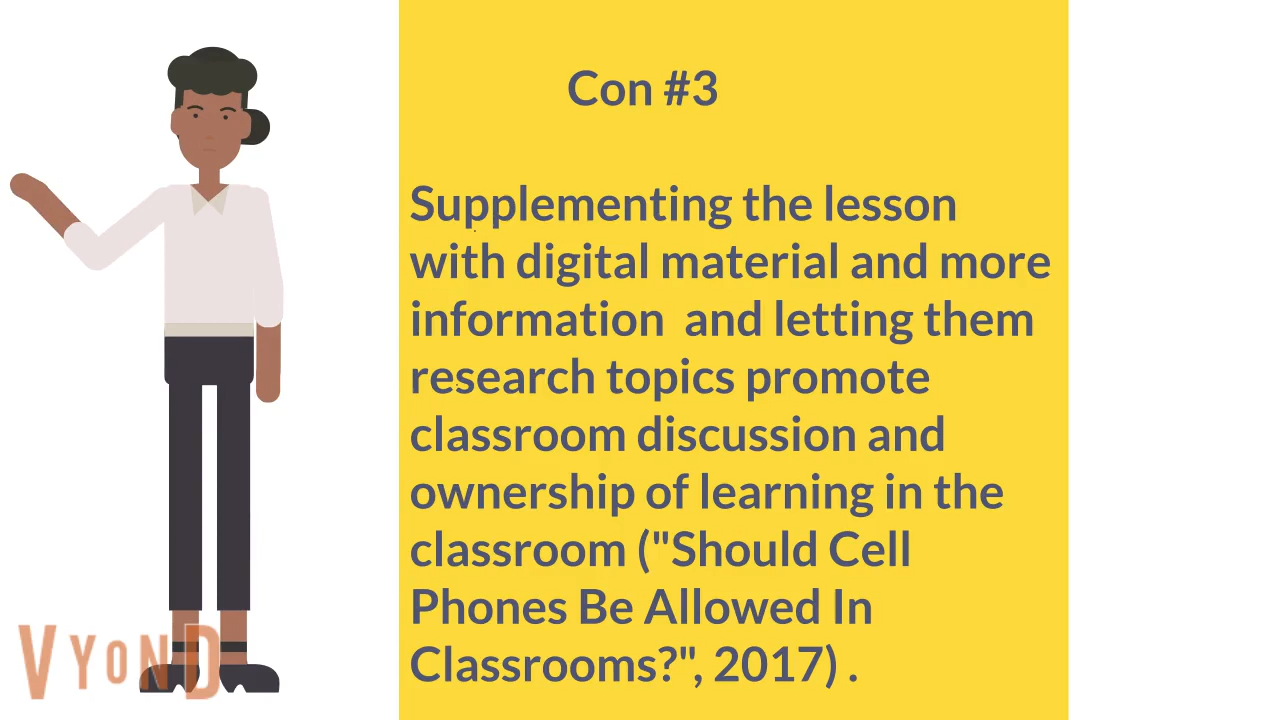 Con #3
Supplementing the lesson
with digital material and more
information  and letting them
research topics promote
classroom discussion and
ownership of learning in the
classroom ("Should Cell
Phones Be Allowed In
Classrooms?", 2017) .
VYOND